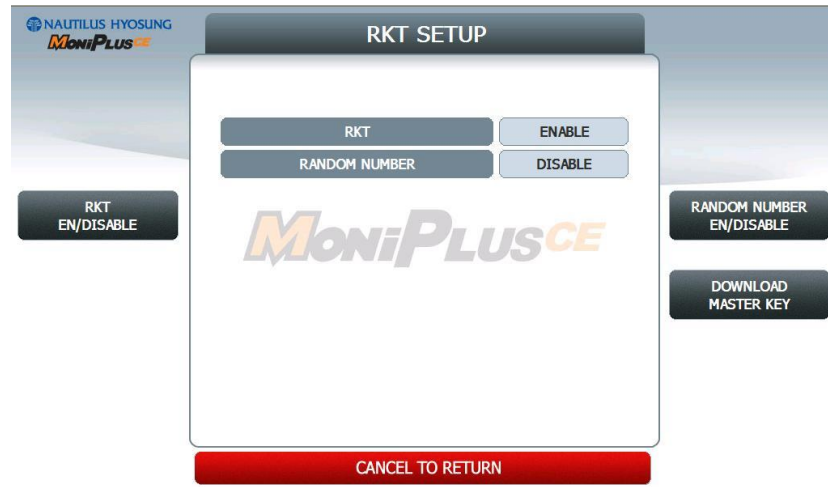 NAUTILUS HYOSUNG
MoniPlusCE
RKT SETUP
RKT ENABLE
RANDOM NUMBER DISABLE
RKT
EN/DISABLE
MoniPlusCE
RANDOM NUMBER
EN/DISABLE
DOWNLOAD
MASTER KEY
CANCEL TO RETURN